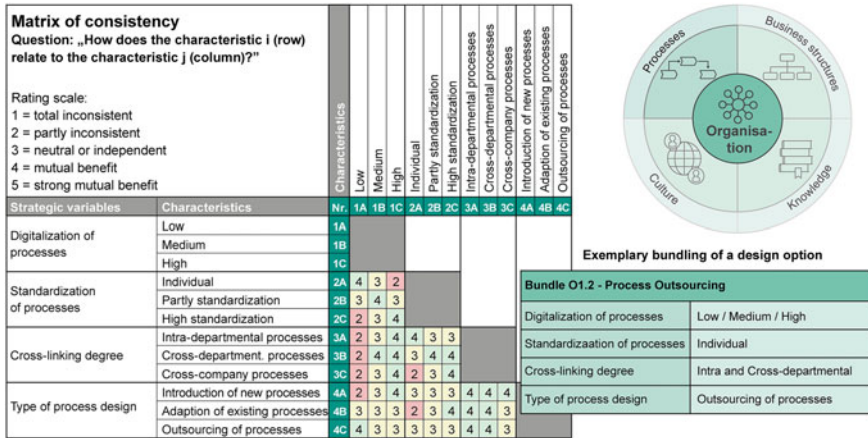 Matrix of consistency
Question: „How does the characteristic i (row)
relate to the characteristic j (column)?"
Rating scale:
1 = total inconsistent
2 = partly inconsistent
3 = neutral or independent
4 = mutual benefit
5 = strong mutual benefit
Characteristics
Low
Medium
High
Individual
Partly standardization
High standardization
Intra-departmental processes
Cross-departmental processes
Cross-company processes
Introduction of new processes
Adaption of existing processes
Outsourcing of processes
Strategic variables Characteristics Nr. 1A 1B 1C 2A 2B 2C 3A 3B 3C 4A 4B 4C
Digitalization of
processes
Low 1A
Medium 1B
High 1C
Standardization
of processes
Individual 2A 4 3 2
Partly standardization 2B 3 4 3
High standardization 2C 2 3 4
Cross-linking degree
Intra-departmental processes 3A 2 3 4 4 3 3
Cross-department. processes 3B 2 4 4 3 4 4
Cross-company processes 3C 2 3 4 2 3 4
Type of process design
Introduction of new processes 4A 2 3 4 3 3 3 4 4 4
Adaption of existing processes 4B 3 3 3 2 3 4 4 4 3
Outsourcing of processes 4C 4 3 3 3 3 3 4 4 3
Processes
Business structures
Organisa-
tion
Culture
Knowledge
Exemplary bundling of a design option
Bundle O1.2 - Process Outsourcing
Digitalization of processes Low / Medium / High
Standardizaation of processes Individual
Cross-linking degree Intra and Cross-departmental
Type of process design Outsourcing of processes